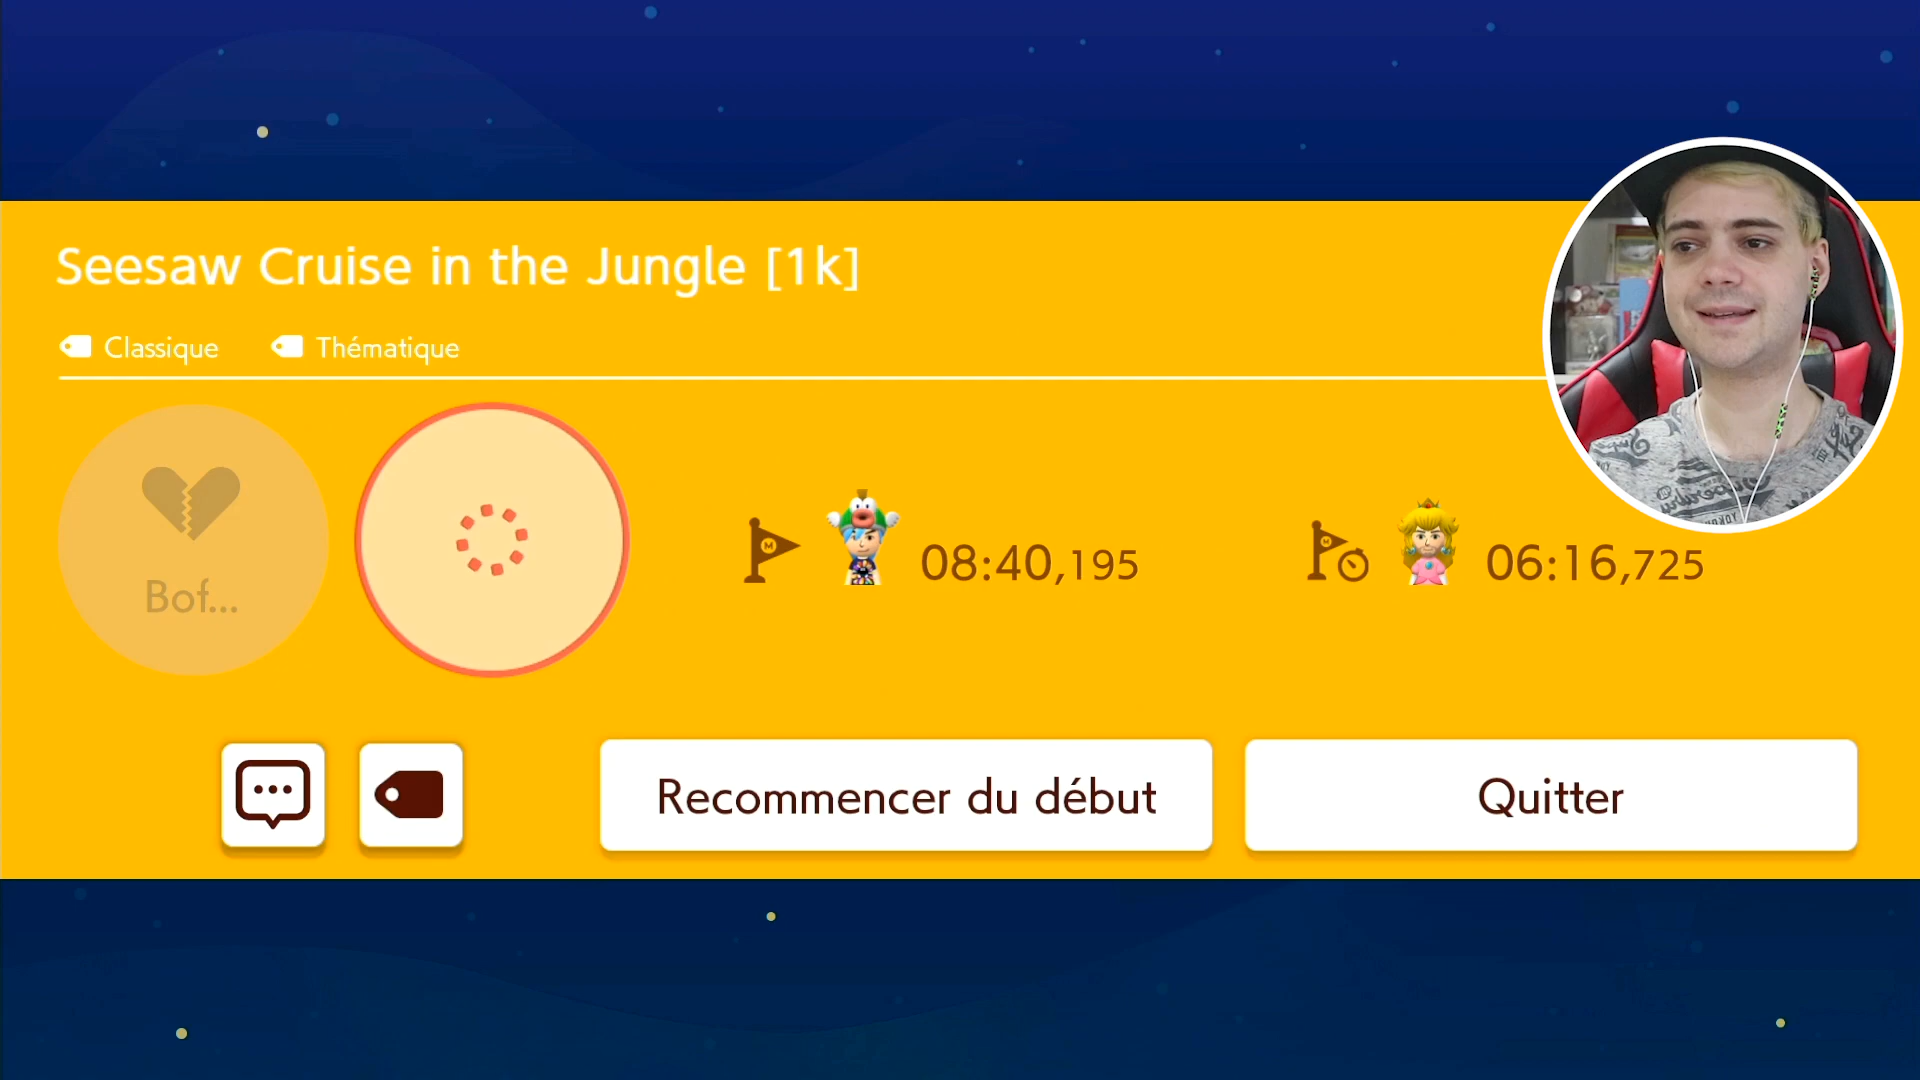 Seesaw Cruise in the Jungle [1k]
Classique Thématique
Bof...
08:40,195 06:16,725
Recommencer du début Quitter